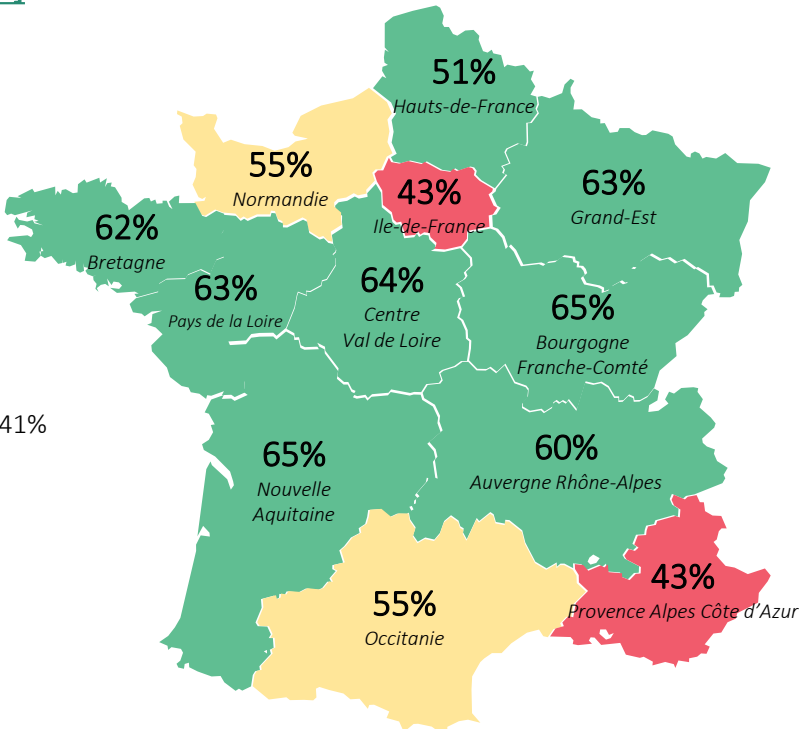 51%
Hauts-de-France
55%
Normandie
43%
Ile-de-France
63%
Grand-Est
62%
Bretagne
63%
Pays de la Loire
64%
Centre
Val de Loire
65%
Bourgogne
Franche-Comté
41%
65%
Nouvelle
Aquitaine
60%
Auvergne Rhône-Alpes
43%
Provence Alpes Côte d’Azur
55%
Occitanie